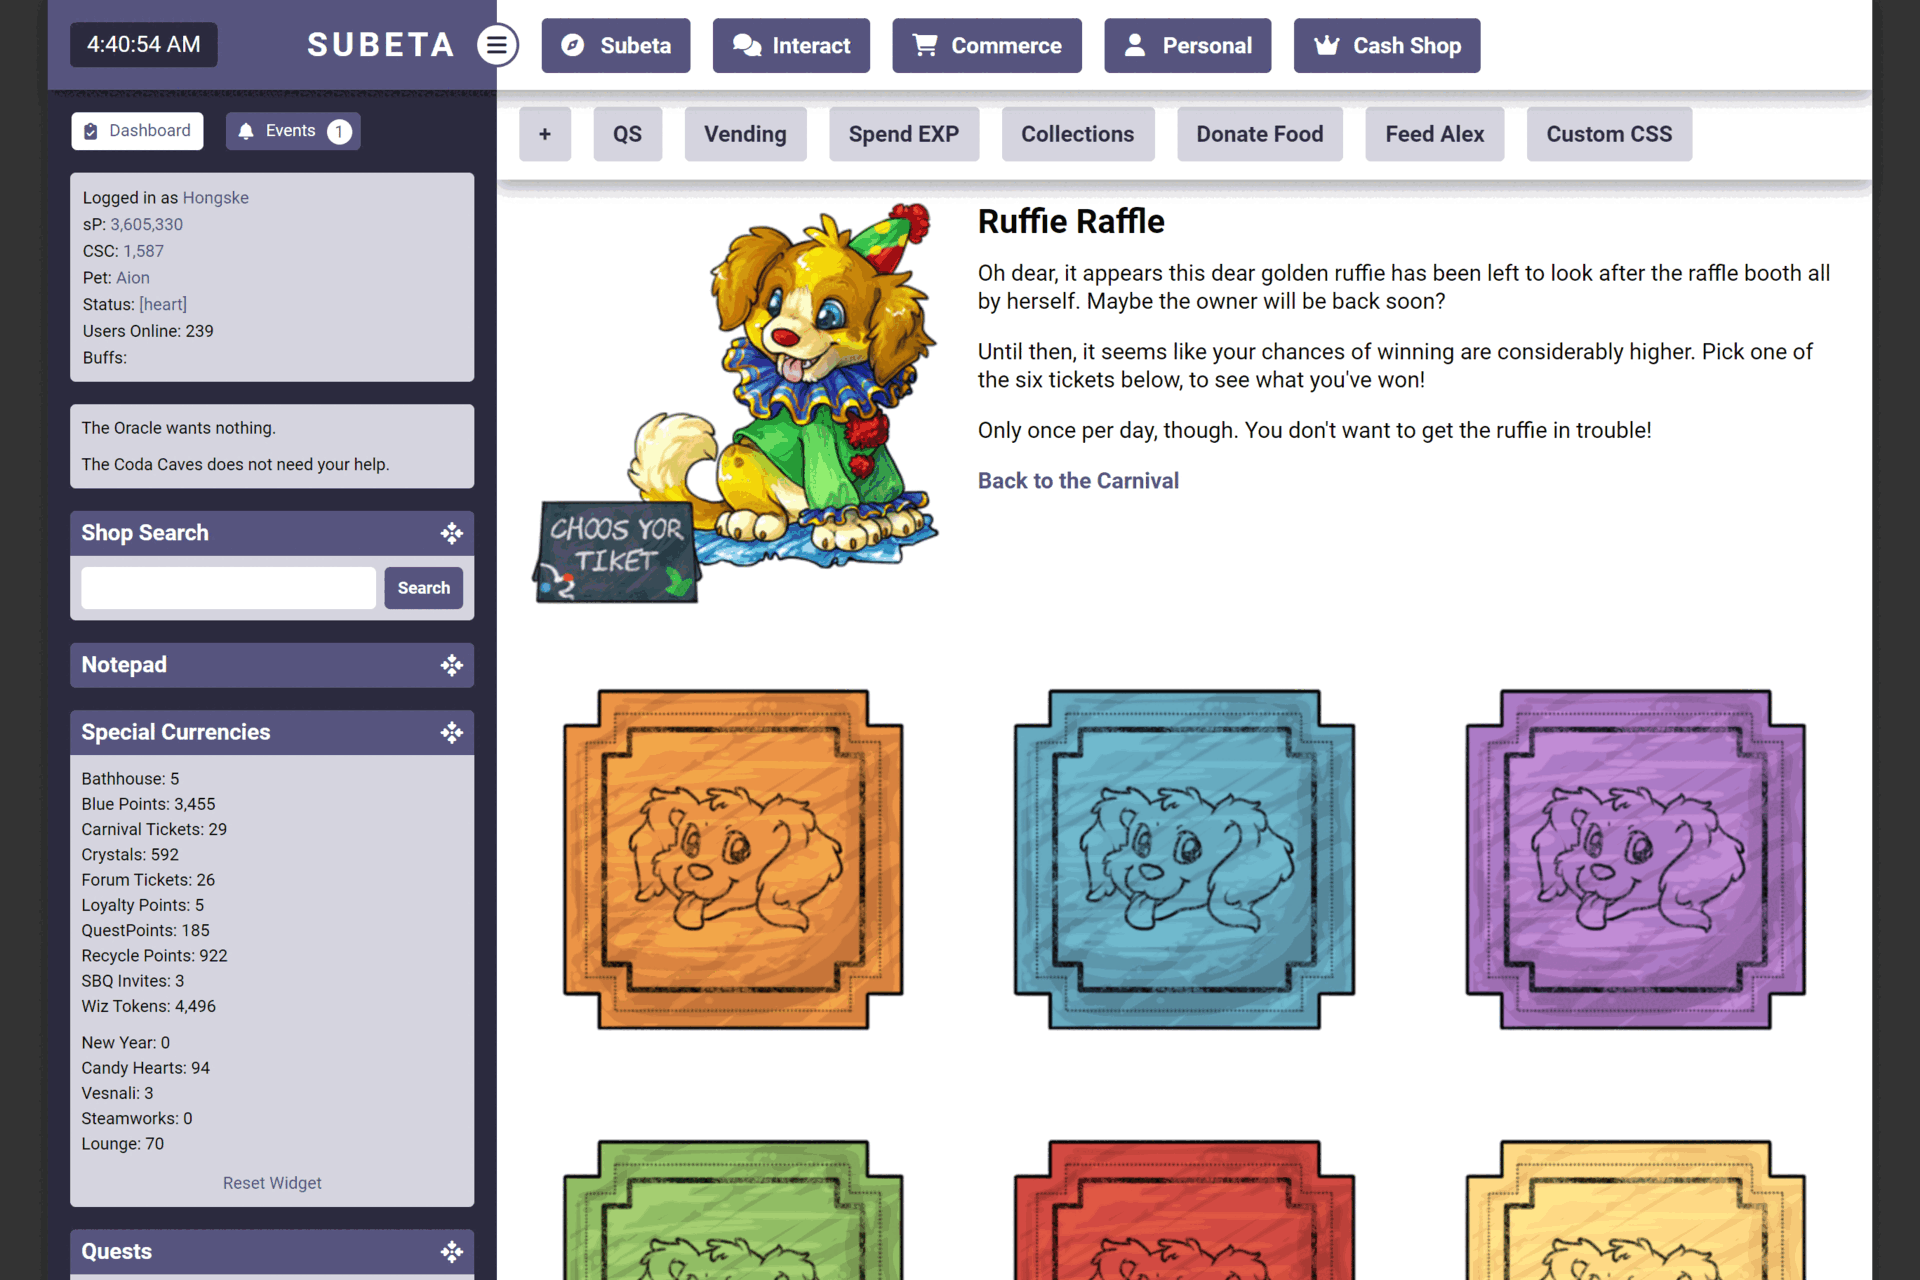 4:40:54 AM
SUBETA
Subeta
Interact
Commerce
Personal
Cash Shop
Dashboard
Events 1
+
QS
Vending
Spend EXP
Collections
Donate Food
Feed Alex
Custom CSS
Logged in as Hongske
sP: 3,605,330
CSC: 1,587
Pet: Aion
Status: [heart]
Users Online: 239
Buffs:
The Oracle wants nothing.
The Coda Caves does not need your help.
Shop Search
Search
Notepad
Special Currencies
Bathhouse: 5
Blue Points: 3,455
Carnival Tickets: 29
Crystals: 592
Forum Tickets: 26
Loyalty Points: 5
QuestPoints: 185
Recycle Points: 922
SBQ Invites: 3
Wiz Tokens: 4,496
New Year: 0
Candy Hearts: 94
Vesnali: 3
Steamworks: 0
Lounge: 70
Reset Widget
Quests
Ruffie Raffle
Oh dear, it appears this dear golden ruffie has been left to look after the raffle booth all
by herself. Maybe the owner will be back soon?
Until then, it seems like your chances of winning are considerably higher. Pick one of
the six tickets below, to see what you've won!
Only once per day, though. You don't want to get the ruffie in trouble!
Back to the Carnival
CHOOS YOR
TIKET